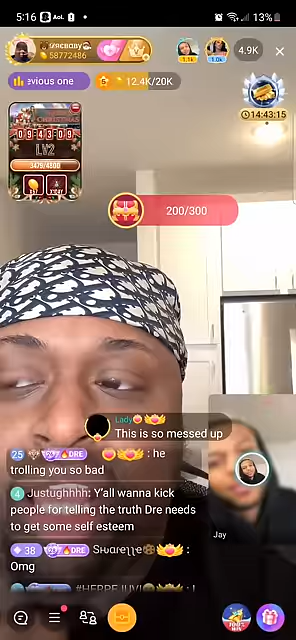 5:16 Aol. 13%
58772486
1.1k 1.0k 4.9K
evious one 12.4K/20K
CHRISTMAS
09:43:09
LV2
3479/4500
14:43:15
200/300
Lady
This is so messed up
25 DRE : he
trolling you so bad
4 Justughhhh: Y'all wanna kick
people for telling the truth Dre needs
to get some self esteem
Jay
38 DRE :
Omg